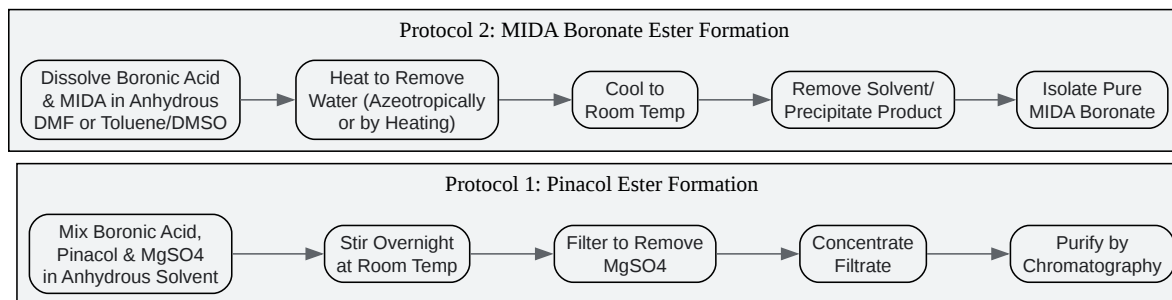 Protocol 2: MIDA Boronate Ester Formation
Dissolve Boronic Acid
& MIDA in Anhydrous
DMF or Toluene/DMSO
Heat to Remove
Water (Azeotropically
or by Heating)
Cool to
Room Temp
Remove Solvent/
Precipitate Product
Isolate Pure
MIDA Boronate
Protocol 1: Pinacol Ester Formation
Mix Boronic Acid,
Pinacol & MgSO4
in Anhydrous Solvent
Stir Overnight
at Room Temp
Filter to Remove
MgSO4
Concentrate
Filtrate
Purify by
Chromatography